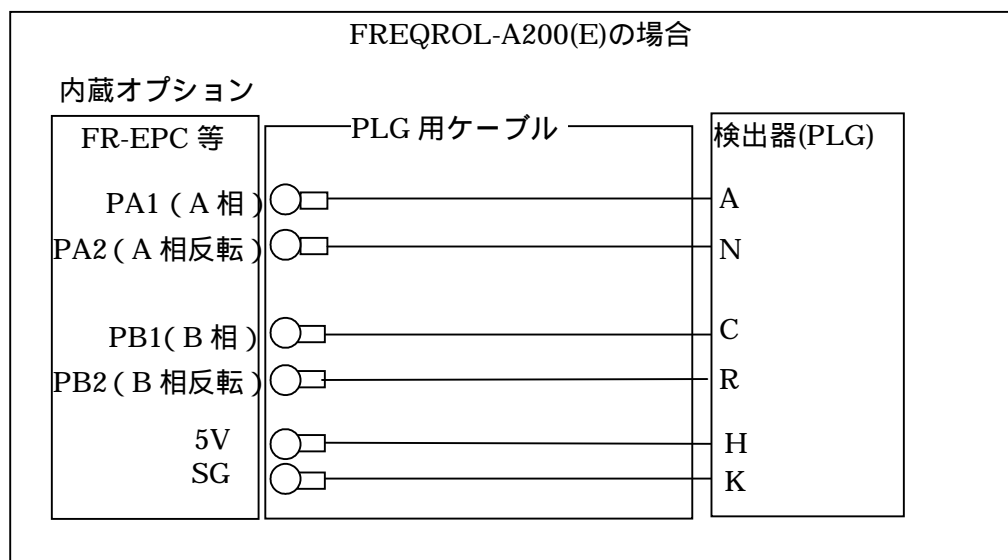 FREQROL-A200(E)の場合
内蔵オプション
FR-EPC 等
PLG 用ケーブル
検出器(PLG)
PA1 ( A 相 )
A
PA2 ( A 相反転 )
N
PB1( B 相 )
C
PB2 ( B 相反転 )
R
5V
H
SG
K